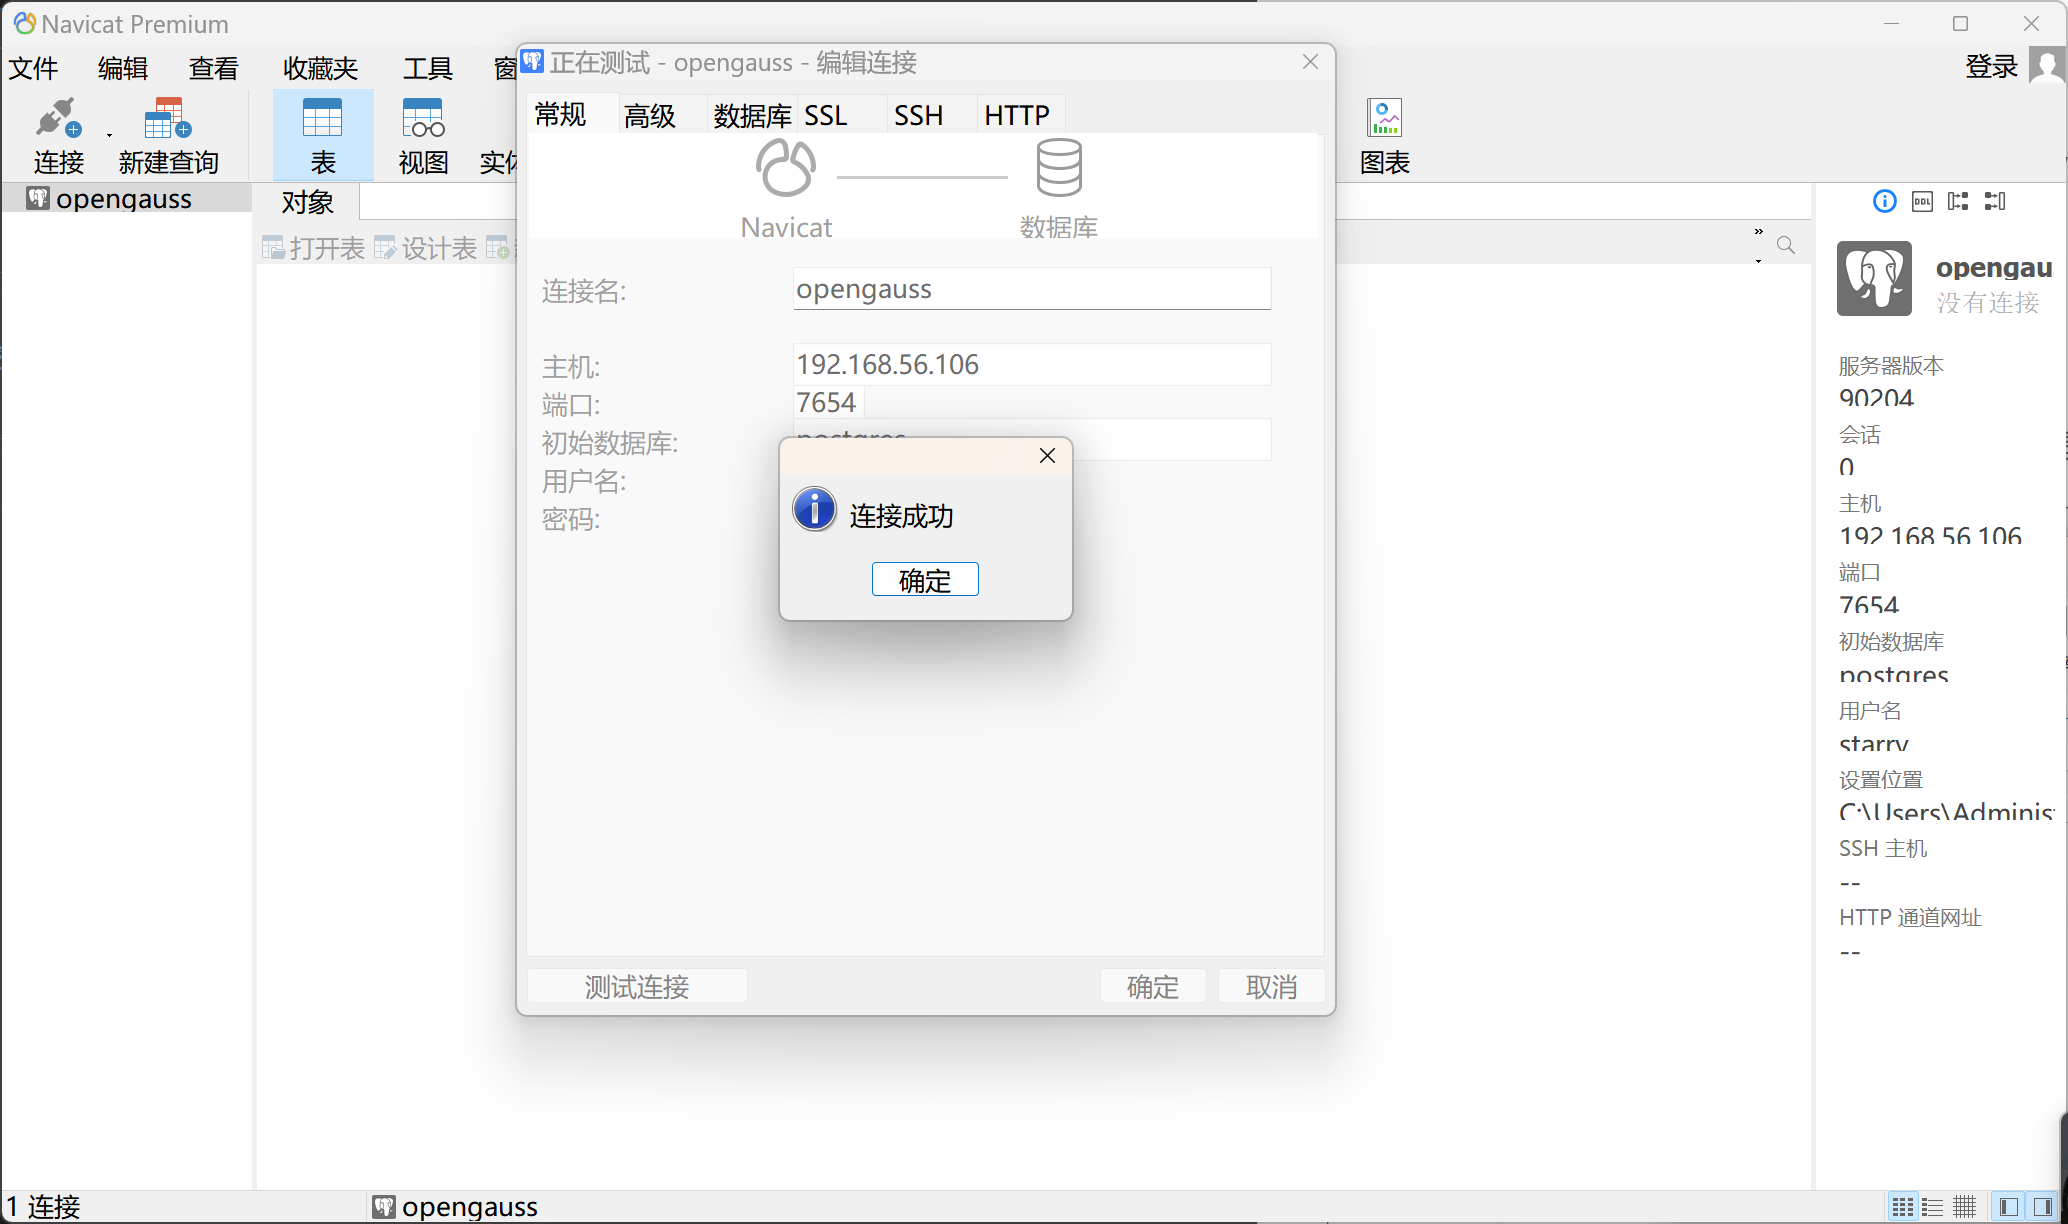 Navicat Premium
文件 编辑 查看 收藏夹 工具 窗
登录
连接 新建查询 表 视图 实体 图表
opengauss
对象
打开表 设计表
正在测试 - opengauss - 编辑连接
常规 高级 数据库 SSL SSH HTTP
Navicat 数据库
连接名: opengauss
主机: 192.168.56.106
端口: 7654
初始数据库: postgres
用户名:
密码:
连接成功
确定
测试连接 确定 取消
DDL
opengau
没有连接
服务器版本
90204
会话
0
主机
192.168.56.106
端口
7654
初始数据库
postgres
用户名
starry
设置位置
C:\Users\Adminis
SSH 主机
--
HTTP 通道网址
--
1 连接 opengauss